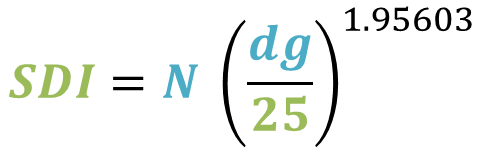 SDI = N (dg/25)^1.95603